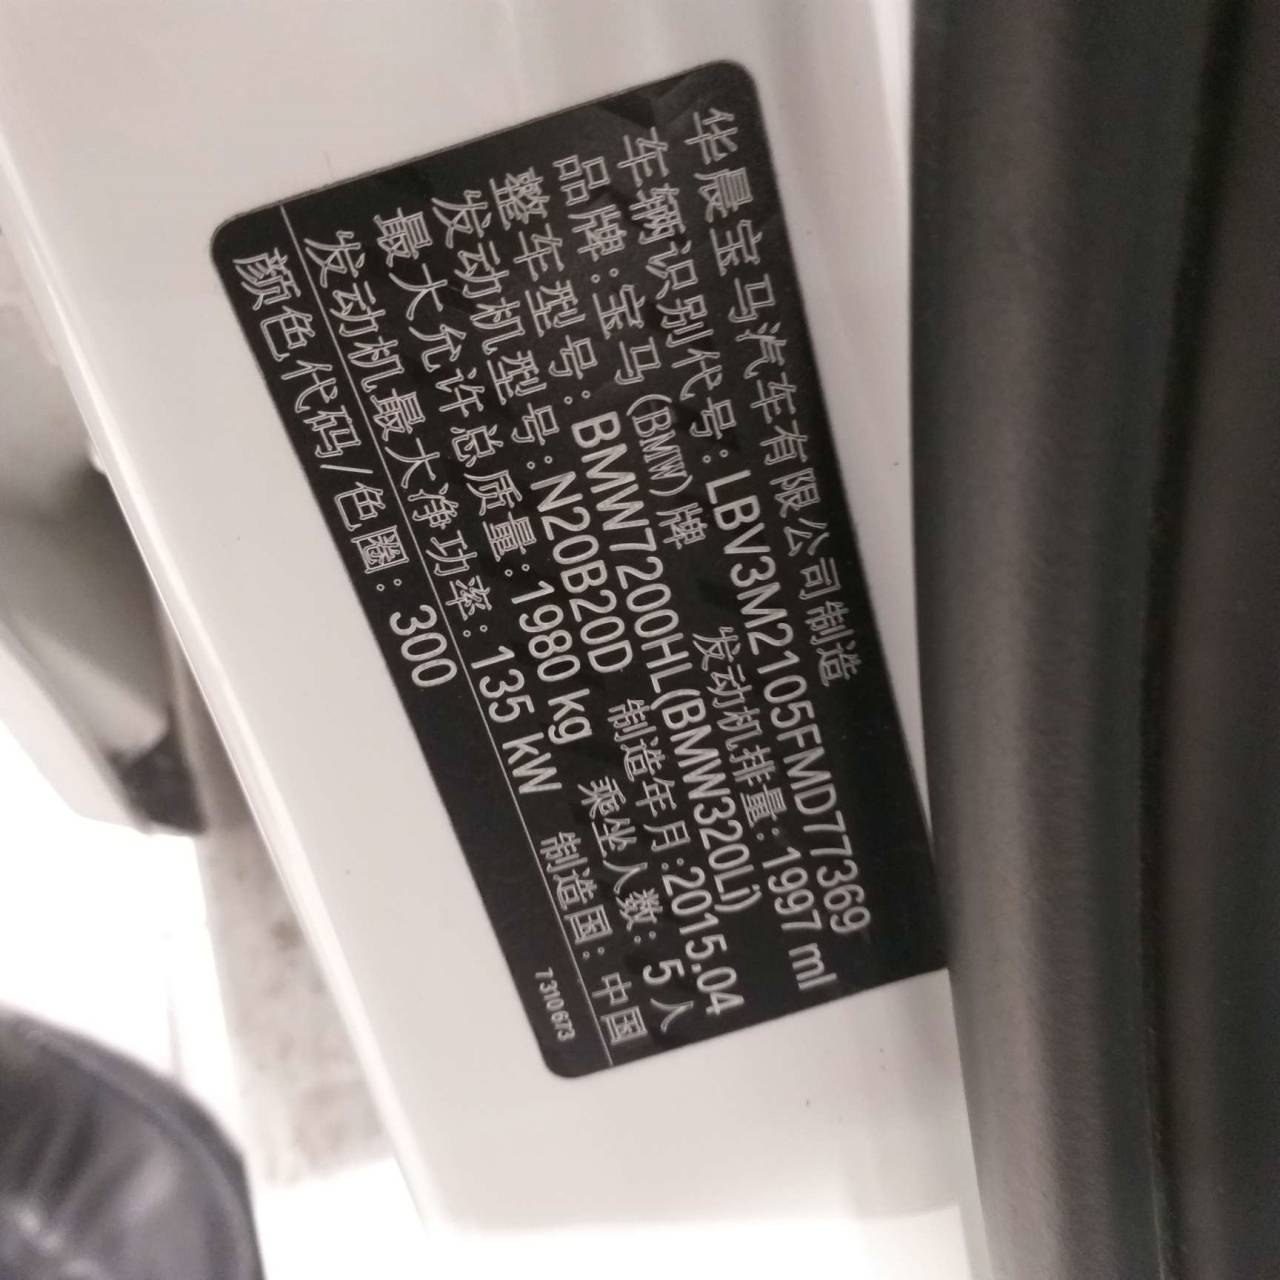 华晨宝马汽车有限公司制造
车辆识别代号:LBV3M2105FMD77369
品牌:宝马(BMW)牌 发动机排量:1997 ml
整车型号:BMW7200HL(BMW320Li)
发动机型号:N20B20D 制造年月:2015.04
最大允许总质量:1980 kg 乘坐人数:5人
发动机最大净功率:135 kW 制造国:中国
颜色代码/色圈:300 7310673